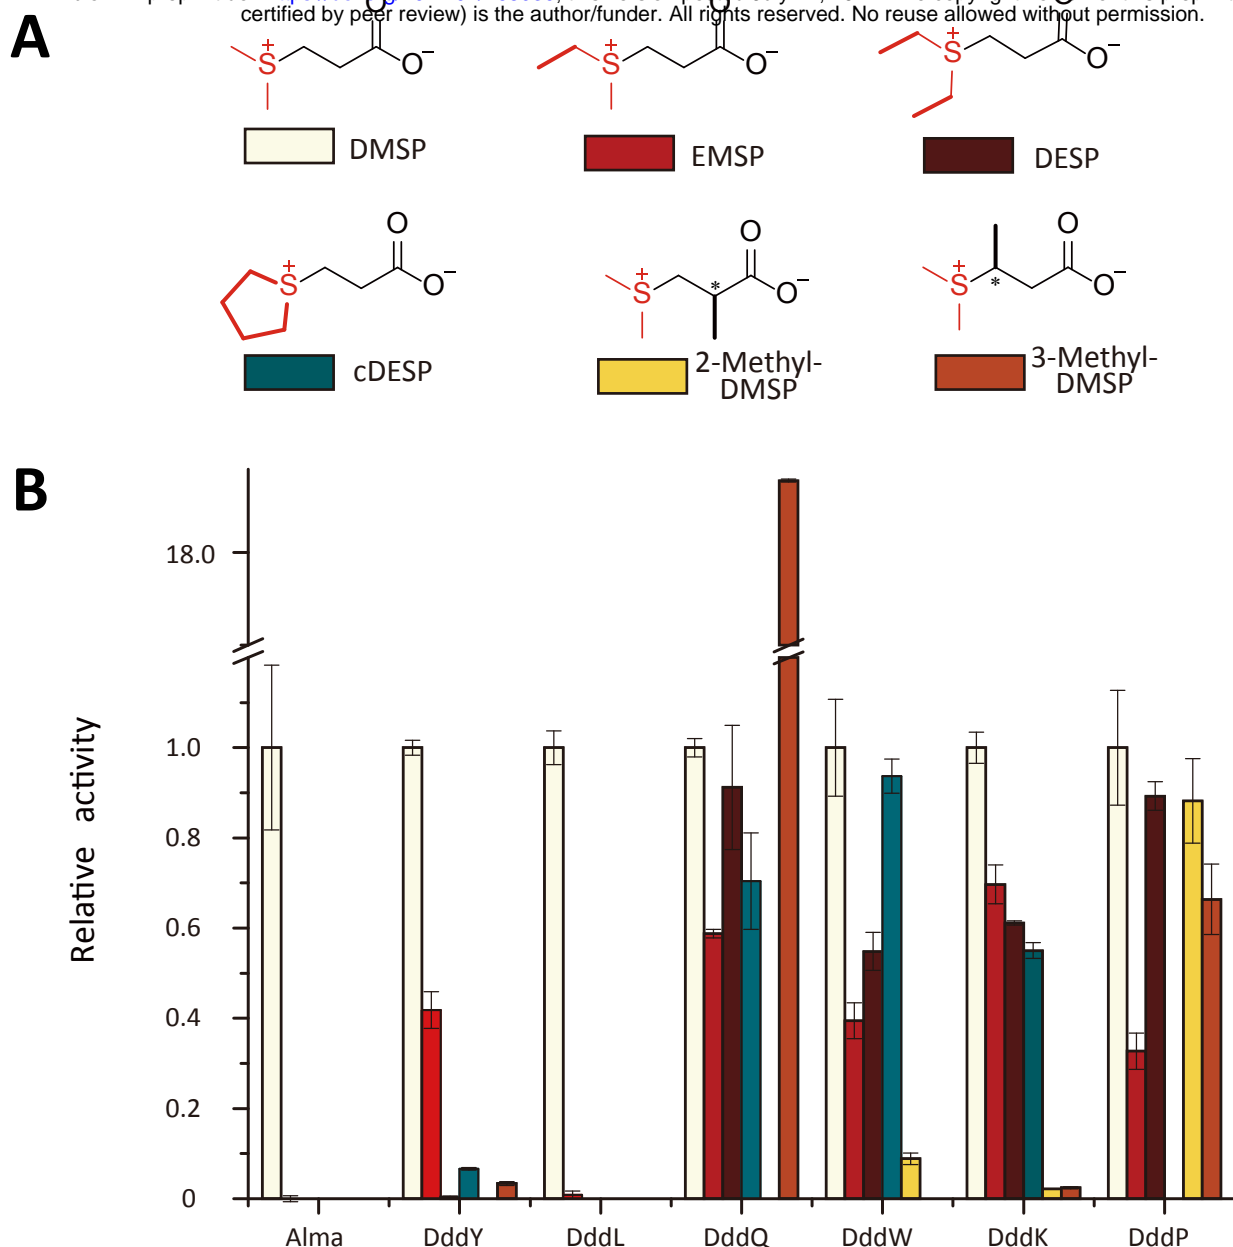 certified by peer review) is the author/funder. All rights reserved. No reuse allowed without permission.
A
S + O O−
S + O O−
S + O O−
DMSP
EMSP
DESP
S + O O−
S + * O O−
S + * O O−
cDESP
2-Methyl-
DMSP
3-Methyl-
DMSP
B
18.0
1.0
0.8
0.6
0.4
0.2
0
Relative activity
Alma DddY DddL DddQ DddW DddK DddP